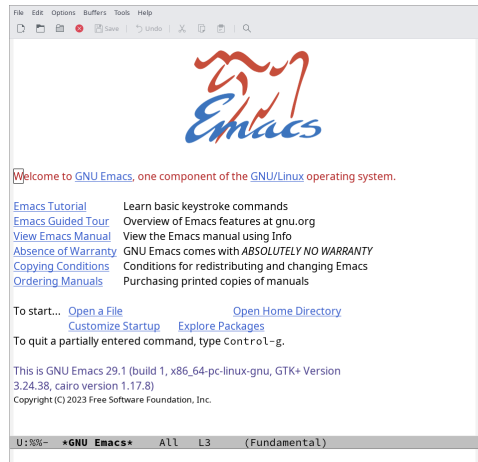 File Edit Options Buffers Tools Help
Save Undo
Emacs
Welcome to GNU Emacs, one component of the GNU/Linux operating system.
Emacs Tutorial Learn basic keystroke commands
Emacs Guided Tour Overview of Emacs features at gnu.org
View Emacs Manual View the Emacs manual using Info
Absence of Warranty GNU Emacs comes with ABSOLUTELY NO WARRANTY
Copying Conditions Conditions for redistributing and changing Emacs
Ordering Manuals Purchasing printed copies of manuals
To start... Open a File Open Home Directory
Customize Startup Explore Packages
To quit a partially entered command, type Control-g.
This is GNU Emacs 29.1 (build 1, x86_64-pc-linux-gnu, GTK+ Version
3.24.38, cairo version 1.17.8)
Copyright (C) 2023 Free Software Foundation, Inc.
U:%%- *GNU Emacs* All L3 (Fundamental)